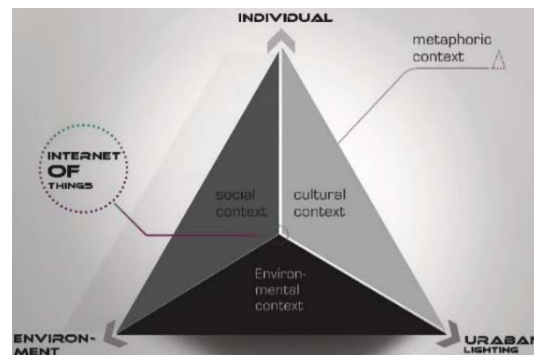 INDIVIDUAL
metaphoric
context
INTERNET
OF
THINGS
social
context
cultural
context
Environ-
mental
context
ENVIRON-
MENT
URABAN
LIGHTING